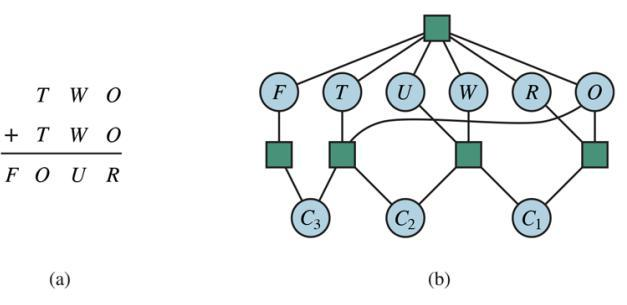 T W O
+ T W O
F O U R
F T U W R O
C3 C2 C1
(a) (b)